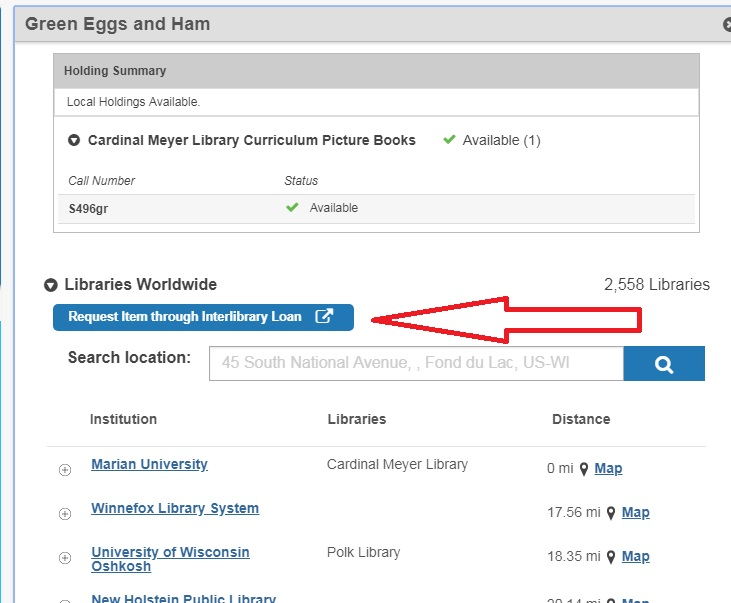 Green Eggs and Ham
Holding Summary
Local Holdings Available.
Cardinal Meyer Library Curriculum Picture Books Available (1)
Call Number Status
S496gr Available
Libraries Worldwide 2,558 Libraries
Request Item through Interlibrary Loan
Search location: 45 South National Avenue, , Fond du Lac, US-WI
Institution Libraries Distance
Marian University Cardinal Meyer Library 0 mi Map
Winnefox Library System 17.56 mi Map
University of Wisconsin Polk Library 18.35 mi Map
Oshkosh
New Holstein Public Library 20.14 mi Map